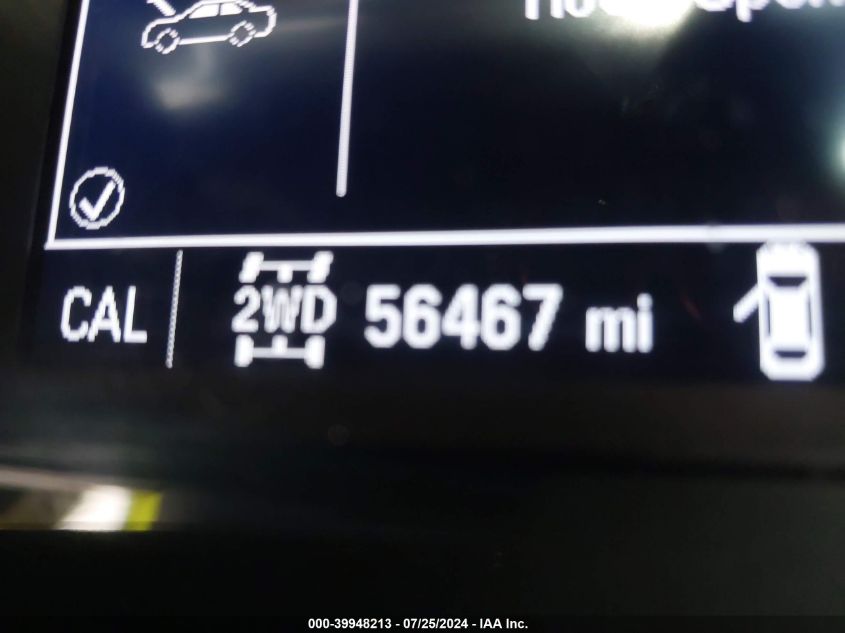 CAL 2WD 56467 mi
000-39948213 - 07/25/2024 - IAA Inc.